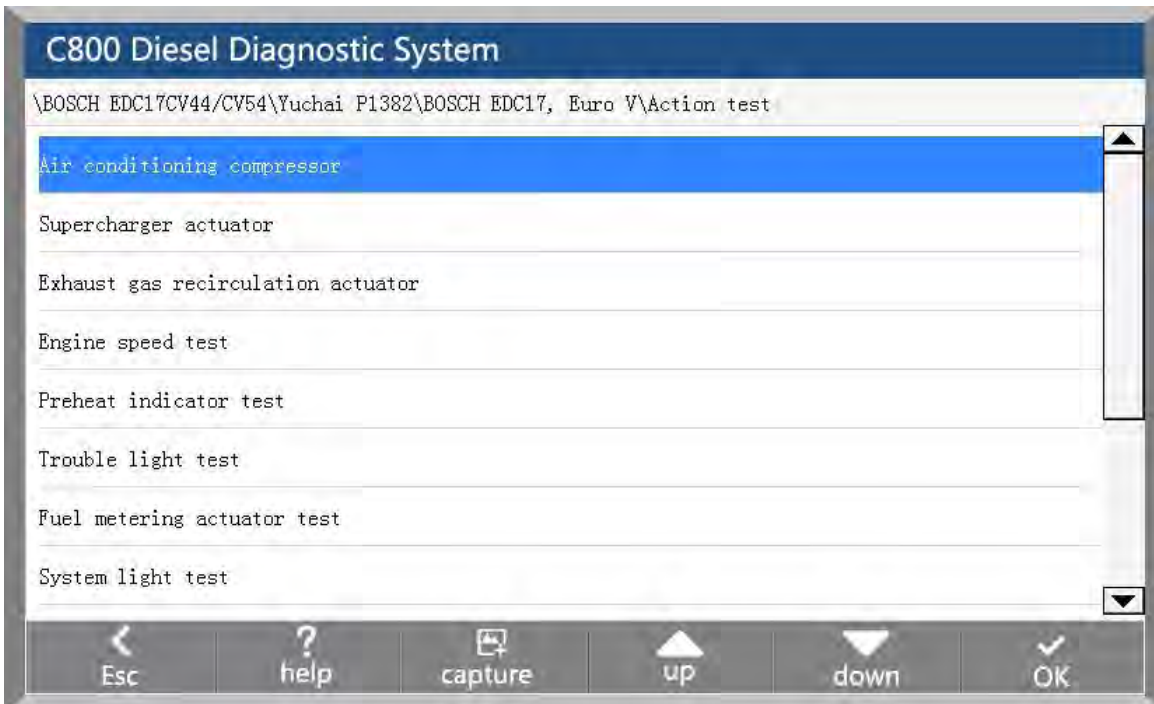 C800 Diesel Diagnostic System
\BOSCH EDC17CV44/CV54\Yuchai P1382\BOSCH EDC17, Euro V\Action test
Air conditioning compressor
Supercharger actuator
Exhaust gas recirculation actuator
Engine speed test
Preheat indicator test
Trouble light test
Fuel metering actuator test
System light test
Esc
help
capture
up
down
OK